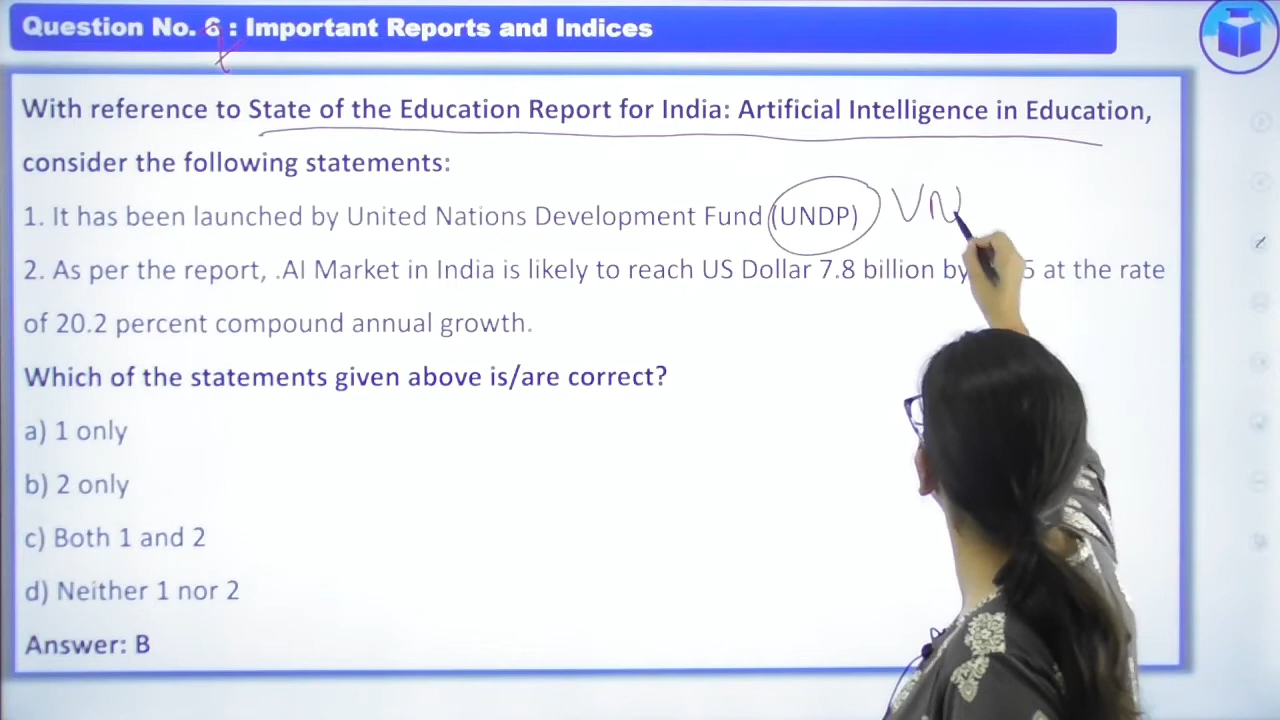 Question No. 6 : Important Reports and Indices
With reference to State of the Education Report for India: Artificial Intelligence in Education,
consider the following statements:
1. It has been launched by United Nations Development Fund (UNDP) UN
2. As per the report, .AI Market in India is likely to reach US Dollar 7.8 billion by 5 at the rate
of 20.2 percent compound annual growth.
Which of the statements given above is/are correct?
a) 1 only
b) 2 only
c) Both 1 and 2
d) Neither 1 nor 2
Answer: B